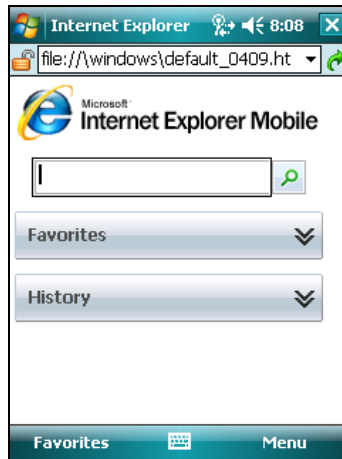 Internet Explorer 8:08
file://\windows\default_0409.ht
Microsoft
Internet Explorer Mobile
Favorites
History
Favorites Menu